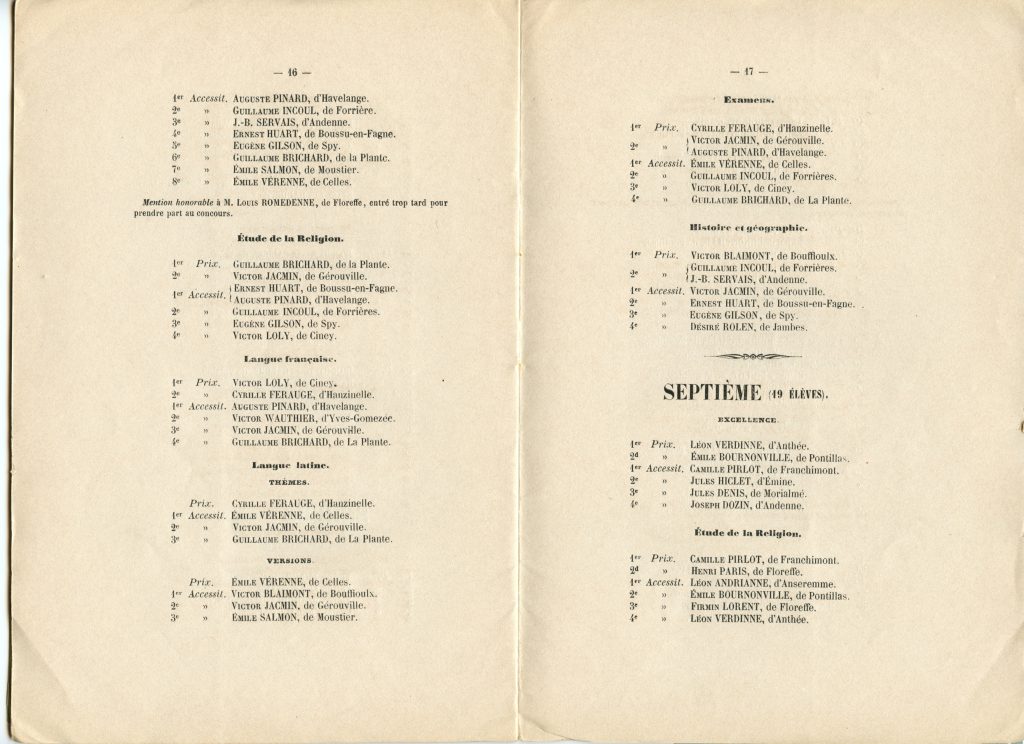 — 16 —
1er Accessit. AUGUSTE PINARD, d'Havelange.
2e » GUILLAUME INCOUL, de Forrière.
3e » J.-B. SERVAIS, d'Andenne.
4e » ERNEST HUART, de Boussu-en-Fagne.
5e » EUGÈNE GILSON, de Spy.
6e » GUILLAUME BRICHARD, de la Plante.
7e » ÉMILE SALMON, de Moustier.
8e » ÉMILE VÉRENNE, de Celles.
Mention honorable à M. LOUIS ROMEDENNE, de Floreffe, entré trop tard pour
prendre part au concours.
Étude de la Religion.
1er Prix. GUILLAUME BRICHARD, de la Plante.
2e » VICTOR JACMIN, de Gérouville.
1er Accessit. { ERNEST HUART, de Boussu-en-Fagne.
AUGUSTE PINARD, d'Havelange.
2e » GUILLAUME INCOUL, de Forrières.
3e » EUGÈNE GILSON, de Spy.
4e » VICTOR LOLY, de Ciney.
Langue française.
1er Prix. VICTOR LOLY, de Ciney.
2e » CYRILLE FERAUGE, d'Hanzinelle.
1er Accessit. AUGUSTE PINARD, d'Havelange.
2e » VICTOR WAUTHIER, d'Yves-Gomezée.
3e » VICTOR JACMIN, de Gérouville.
4e » GUILLAUME BRICHARD, de La Plante.
Langue latine.
THÈMES.
Prix. CYRILLE FERAUGE, d'Hanzinelle.
1er Accessit. ÉMILE VÉRENNE, de Celles.
2e » VICTOR JACMIN, de Gérouville.
3e » GUILLAUME BRICHARD, de La Plante.
VERSIONS.
Prix. ÉMILE VÉRENNE, de Celles.
1er Accessit. VICTOR BLAIMONT, de Bouffioulx.
2e » VICTOR JACMIN, de Gérouville.
3e » ÉMILE SALMON, de Moustier.
— 17 —
Examens.
1er Prix. CYRILLE FERAUGE, d'Hanzinelle.
2e » { VICTOR JACMIN, de Gérouville.
AUGUSTE PINARD, d'Havelange.
1er Accessit. ÉMILE VÉRENNE, de Celles.
2e » GUILLAUME INCOUL, de Forrières.
3e » VICTOR LOLY, de Ciney.
4e » GUILLAUME BRICHARD, de La Plante.
Histoire et géographie.
1er Prix. VICTOR BLAIMONT, de Bouffioulx.
2e » { GUILLAUME INCOUL, de Forrières.
J.-B. SERVAIS, d'Andenne.
1er Accessit. VICTOR JACMIN, de Gérouville.
2e » ERNEST HUART, de Boussu-en-Fagne.
3e » EUGÈNE GILSON, de Spy.
4e » DÉSIRÉ ROLEN, de Jambes.
SEPTIÈME (19 ÉLÈVES).
EXCELLENCE.
1er Prix. LÉON VERDINNE, d'Anthée.
2d » ÉMILE BOURNONVILLE, de Pontillas.
1er Accessit. CAMILLE PIRLOT, de Franchimont.
2e » JULES HICLET, d'Émine.
3e » JULES DENIS, de Morialmé.
4e » JOSEPH DOZIN, d'Andenne.
Étude de la Religion.
1er Prix. CAMILLE PIRLOT, de Franchimont.
2d » HENRI PARIS, de Floreffe.
1er Accessit. LÉON ANDRIANNE, d'Anseremme.
2e » ÉMILE BOURNONVILLE, de Pontillas.
3e » FIRMIN LORENT, de Floreffe.
4e » LÉON VERDINNE, d'Anthée.